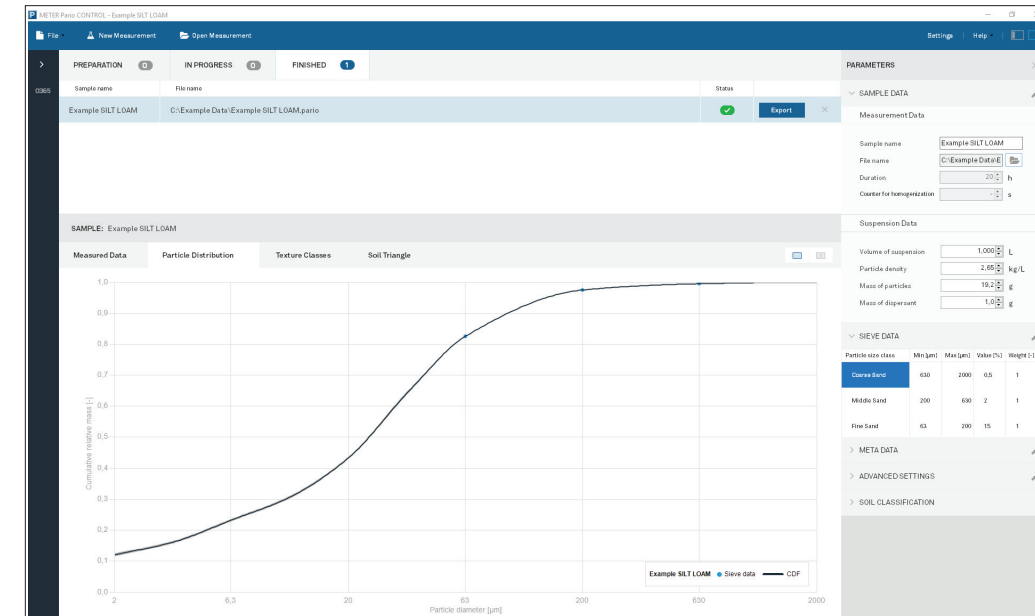 METER Pario CONTROL - Example SILT LOAM
File New Measurement Open Measurement Settings Help
PREPARATION 0 IN PROGRESS 0 FINISHED 1
0365
Sample name File name Status
Example SILT LOAM C:\Example Data\Example SILT LOAM.pario Export
SAMPLE: Example SILT LOAM
Measured Data Particle Distribution Texture Classes Soil Triangle
1,0
0,9
0,8
0,7
0,6
0,5
0,4
0,3
0,2
0,1
0,0
Cumulative relative mass [-]
2 6,3 20 63 200 630 2000
Particle diameter [µm]
Example SILT LOAM Sieve data CDF
PARAMETERS
SAMPLE DATA
Measurement Data
Sample name Example SILT LOAM
File name C:\Example Data\E
Duration 20 h
Counter for homogenization - s
Suspension Data
Volume of suspension 1,000 L
Particle density 2,65 kg/L
Mass of particles 19,2 g
Mass of dispersant 1,0 g
SIEVE DATA
Particle size class Min [µm] Max [µm] Value [%] Weight [-]
Coarse Sand 630 2000 0,5 1
Middle Sand 200 630 2 1
Fine Sand 63 200 15 1
META DATA
ADVANCED SETTINGS
SOIL CLASSIFICATION